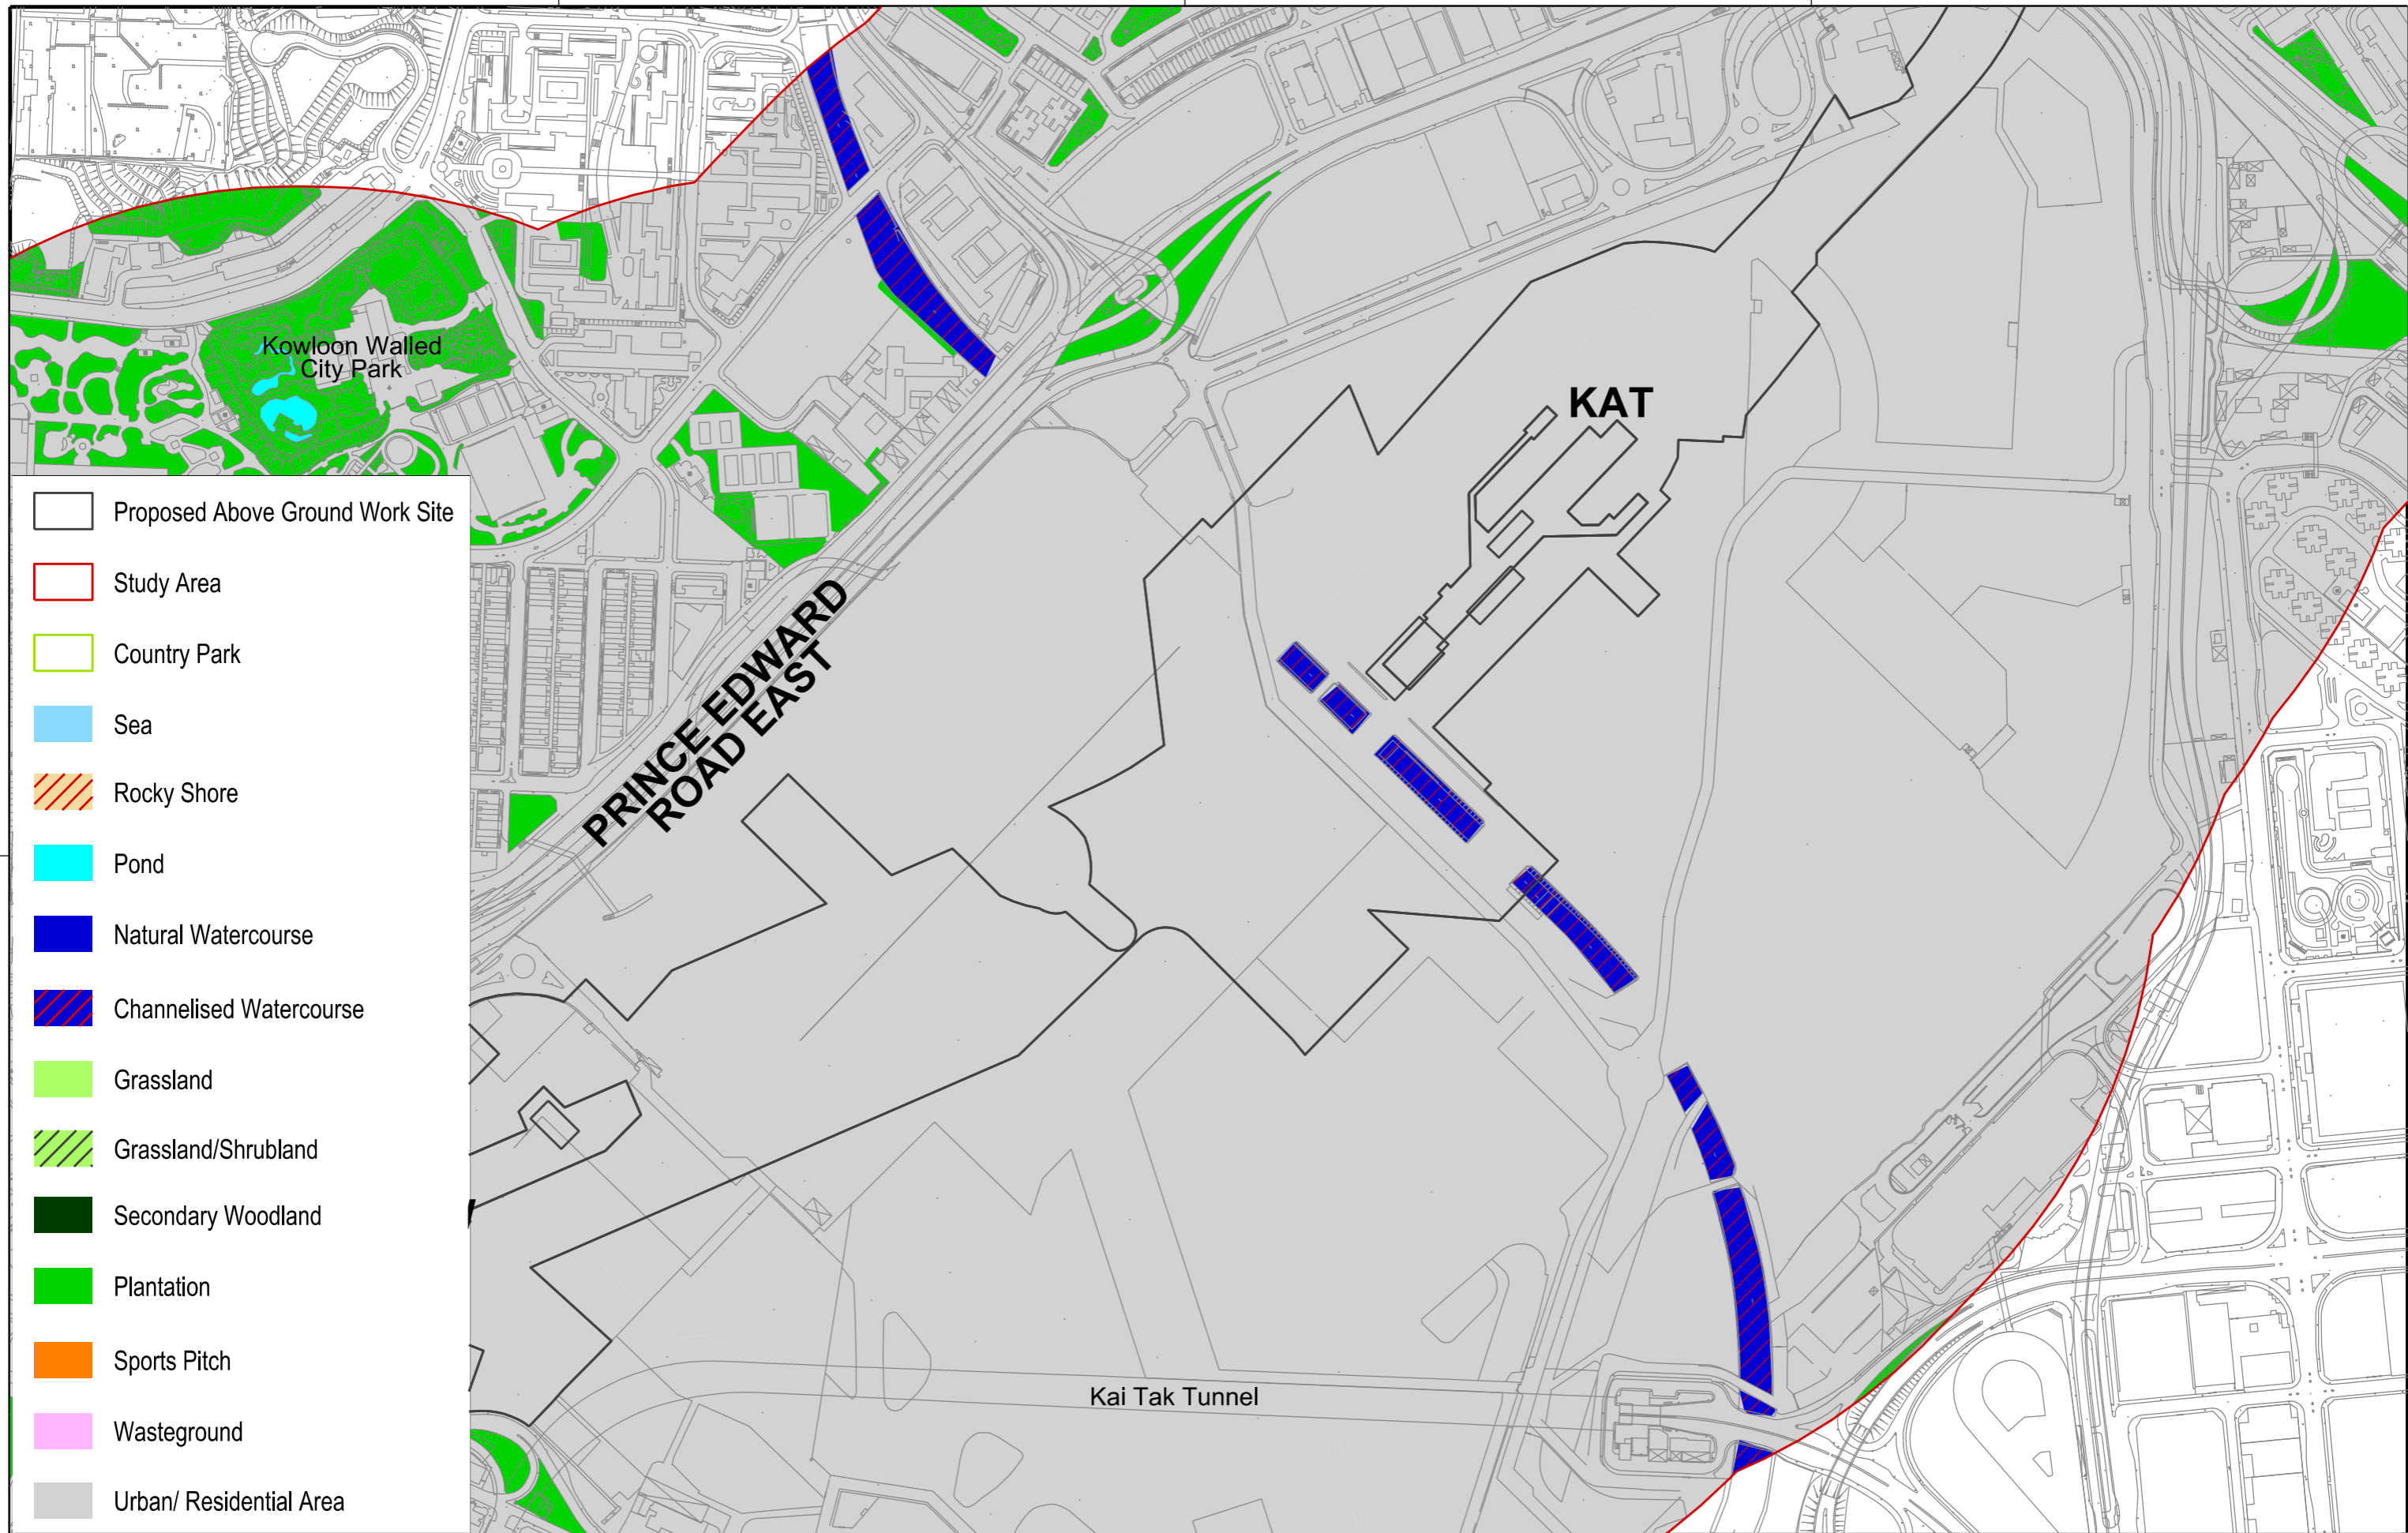 Kowloon Walled
City Park
KAT
PRINCE EDWARD
ROAD EAST
Kai Tak Tunnel
Proposed Above Ground Work Site
Study Area
Country Park
Sea
Rocky Shore
Pond
Natural Watercourse
Channelised Watercourse
Grassland
Grassland/Shrubland
Secondary Woodland
Plantation
Sports Pitch
Wasteground
Urban/ Residential Area